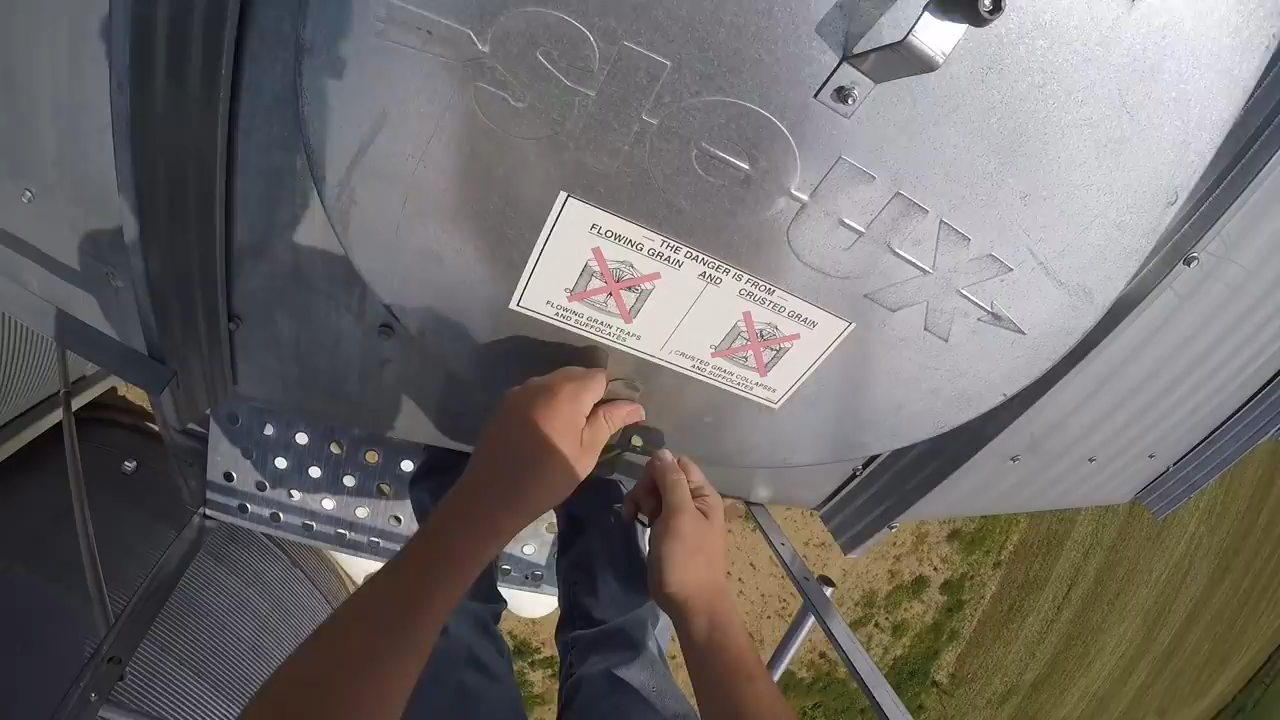 Sioux
— THE DANGER IS FROM —
FLOWING GRAIN AND CRUSTED GRAIN
FLOWING GRAIN TRAPS
AND SUFFOCATES
CRUSTED GRAIN COLLAPSES
AND SUFFOCATES